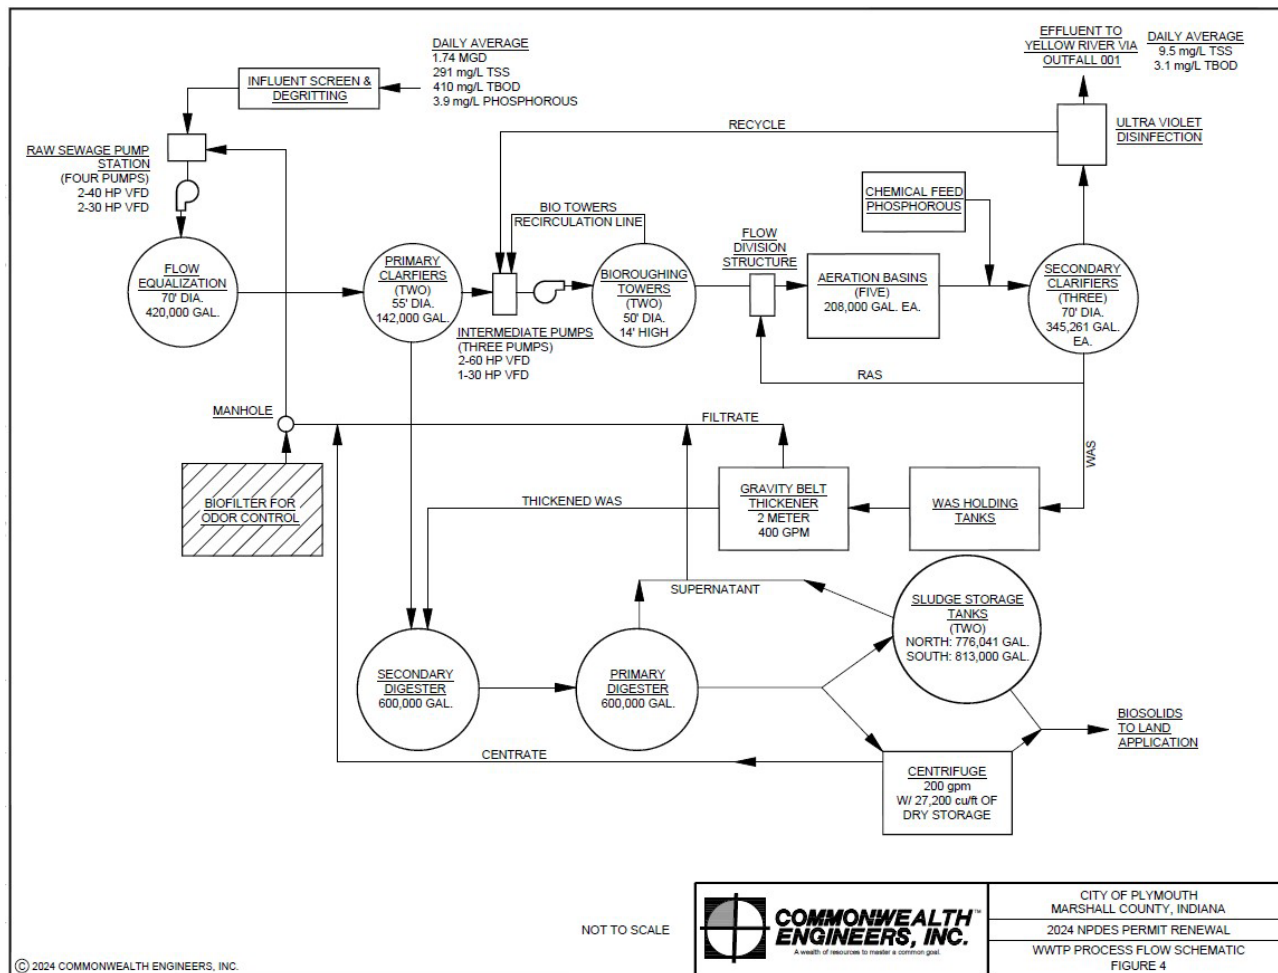 DAILY AVERAGE
1.74 MGD
291 mg/L TSS
410 mg/L TBOD
3.9 mg/L PHOSPHOROUS
INFLUENT SCREEN &
DEGRITTING
EFFLUENT TO
YELLOW RIVER VIA
OUTFALL 001
DAILY AVERAGE
9.5 mg/L TSS
3.1 mg/L TBOD
RECYCLE
ULTRA VIOLET
DISINFECTION
RAW SEWAGE PUMP
STATION
(FOUR PUMPS)
2-40 HP VFD
2-30 HP VFD
CHEMICAL FEED
PHOSPHOROUS
BIO TOWERS
RECIRCULATION LINE
FLOW
DIVISION
STRUCTURE
FLOW
EQUALIZATION
70' DIA.
420,000 GAL.
PRIMARY
CLARFIERS
(TWO)
55' DIA.
142,000 GAL.
BIOROUGHING
TOWERS
(TWO)
50' DIA.
14' HIGH
AERATION BASINS
(FIVE)
208,000 GAL. EA.
SECONDARY
CLARIFIERS
(THREE)
70' DIA.
345,261 GAL.
EA.
INTERMEDIATE PUMPS
(THREE PUMPS)
2-60 HP VFD
1-30 HP VFD
RAS
MANHOLE
FILTRATE
WAS
BIOFILTER FOR
ODOR CONTROL
THICKENED WAS
GRAVITY BELT
THICKENER
2 METER
400 GPM
WAS HOLDING
TANKS
SUPERNATANT
SLUDGE STORAGE
TANKS
(TWO)
NORTH: 776,041 GAL.
SOUTH: 813,000 GAL.
SECONDARY
DIGESTER
600,000 GAL.
PRIMARY
DIGESTER
600,000 GAL.
BIOSOLIDS
TO LAND
APPLICATION
CENTRATE
CENTRIFUGE
200 gpm
W/ 27,200 cu/ft OF
DRY STORAGE
NOT TO SCALE
COMMONWEALTH™
ENGINEERS, INC.
A wealth of resources to master a common goal.
CITY OF PLYMOUTH
MARSHALL COUNTY, INDIANA
2024 NPDES PERMIT RENEWAL
WWTP PROCESS FLOW SCHEMATIC
FIGURE 4
© 2024 COMMONWEALTH ENGINEERS, INC.